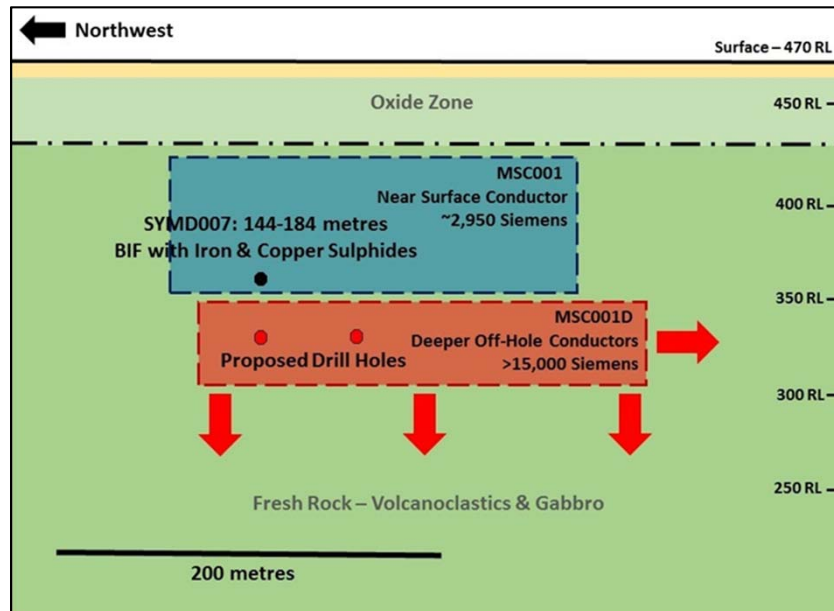 Northwest
Surface – 470 RL
Oxide Zone
450 RL
MSC001
Near Surface Conductor
~2,950 Siemens
400 RL
SYMD007: 144-184 metres
BIF with Iron & Copper Sulphides
350 RL
MSC001D
Deeper Off-Hole Conductors
>15,000 Siemens
Proposed Drill Holes
300 RL
250 RL
Fresh Rock – Volcanoclastics & Gabbro
200 metres